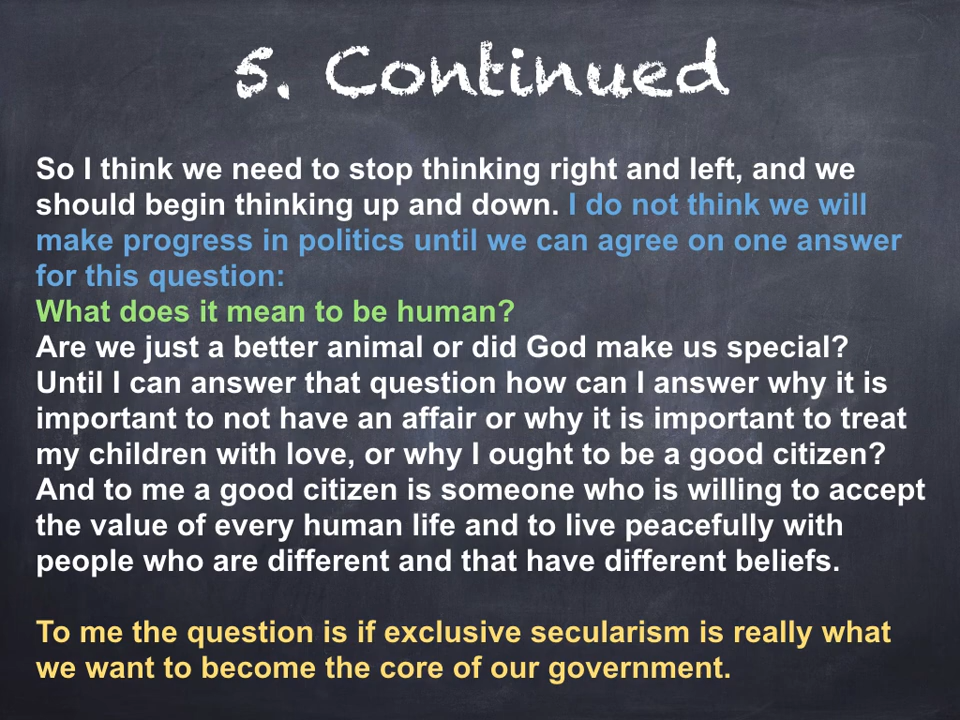 5. Continued
So I think we need to stop thinking right and left, and we
should begin thinking up and down. I do not think we will
make progress in politics until we can agree on one answer
for this question:
What does it mean to be human?
Are we just a better animal or did God make us special?
Until I can answer that question how can I answer why it is
important to not have an affair or why it is important to treat
my children with love, or why I ought to be a good citizen?
And to me a good citizen is someone who is willing to accept
the value of every human life and to live peacefully with
people who are different and that have different beliefs.
To me the question is if exclusive secularism is really what
we want to become the core of our government.